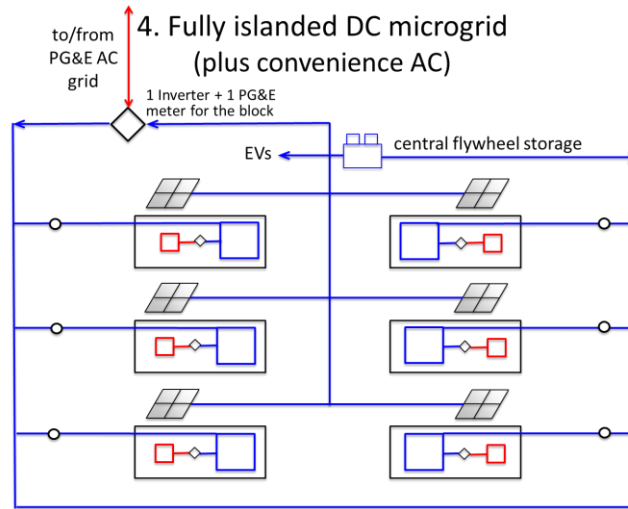 4. Fully islanded DC microgrid
(plus convenience AC)
to/from
PG&E AC
grid
1 Inverter + 1 PG&E
meter for the block
EVs
central flywheel storage